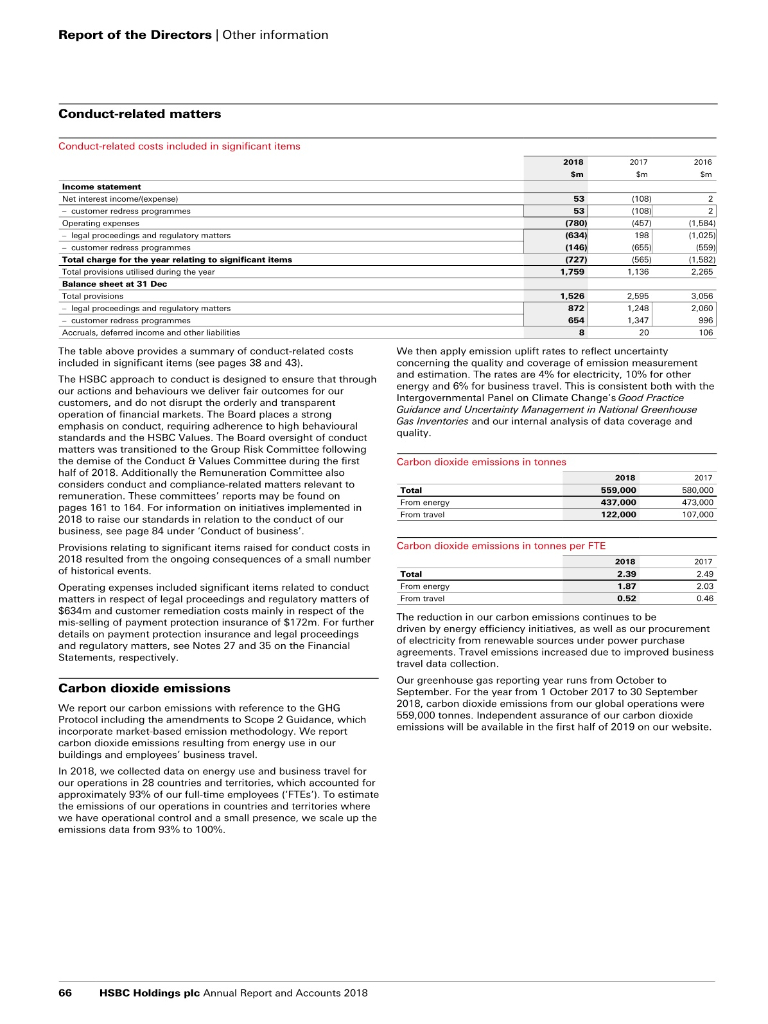 Report of the Directors | Other information
Conduct-related matters
Conduct-related costs included in significant items
2018 2017 2016
$m $m $m
Income statement
Net interest income/(expense) 53 (108) 2
– customer redress programmes 53 (108) 2
Operating expenses (780) (457) (1,584)
– legal proceedings and regulatory matters (634) 198 (1,025)
– customer redress programmes (146) (655) (559)
Total charge for the year relating to significant items (727) (565) (1,582)
Total provisions utilised during the year 1,759 1,136 2,265
Balance sheet at 31 Dec
Total provisions 1,526 2,595 3,056
– legal proceedings and regulatory matters 872 1,248 2,060
– customer redress programmes 654 1,347 996
Accruals, deferred income and other liabilities 8 20 106
The table above provides a summary of conduct-related costs
included in significant items (see pages 38 and 43).
The HSBC approach to conduct is designed to ensure that through
our actions and behaviours we deliver fair outcomes for our
customers, and do not disrupt the orderly and transparent
operation of financial markets. The Board places a strong
emphasis on conduct, requiring adherence to high behavioural
standards and the HSBC Values. The Board oversight of conduct
matters was transitioned to the Group Risk Committee following
the demise of the Conduct & Values Committee during the first
half of 2018. Additionally the Remuneration Committee also
considers conduct and compliance-related matters relevant to
remuneration. These committees' reports may be found on
pages 161 to 164. For information on initiatives implemented in
2018 to raise our standards in relation to the conduct of our
business, see page 84 under 'Conduct of business'.
Provisions relating to significant items raised for conduct costs in
2018 resulted from the ongoing consequences of a small number
of historical events.
Operating expenses included significant items related to conduct
matters in respect of legal proceedings and regulatory matters of
$634m and customer remediation costs mainly in respect of the
mis-selling of payment protection insurance of $172m. For further
details on payment protection insurance and legal proceedings
and regulatory matters, see Notes 27 and 35 on the Financial
Statements, respectively.
Carbon dioxide emissions
We report our carbon emissions with reference to the GHG
Protocol including the amendments to Scope 2 Guidance, which
incorporate market-based emission methodology. We report
carbon dioxide emissions resulting from energy use in our
buildings and employees' business travel.
In 2018, we collected data on energy use and business travel for
our operations in 28 countries and territories, which accounted for
approximately 93% of our full-time employees ('FTEs'). To estimate
the emissions of our operations in countries and territories where
we have operational control and a small presence, we scale up the
emissions data from 93% to 100%.
We then apply emission uplift rates to reflect uncertainty
concerning the quality and coverage of emission measurement
and estimation. The rates are 4% for electricity, 10% for other
energy and 6% for business travel. This is consistent both with the
Intergovernmental Panel on Climate Change's Good Practice
Guidance and Uncertainty Management in National Greenhouse
Gas Inventories and our internal analysis of data coverage and
quality.
Carbon dioxide emissions in tonnes
2018 2017
Total 559,000 580,000
From energy 437,000 473,000
From travel 122,000 107,000
Carbon dioxide emissions in tonnes per FTE
2018 2017
Total 2.39 2.49
From energy 1.87 2.03
From travel 0.52 0.46
The reduction in our carbon emissions continues to be
driven by energy efficiency initiatives, as well as our procurement
of electricity from renewable sources under power purchase
agreements. Travel emissions increased due to improved business
travel data collection.
Our greenhouse gas reporting year runs from October to
September. For the year from 1 October 2017 to 30 September
2018, carbon dioxide emissions from our global operations were
559,000 tonnes. Independent assurance of our carbon dioxide
emissions will be available in the first half of 2019 on our website.
66 HSBC Holdings plc Annual Report and Accounts 2018